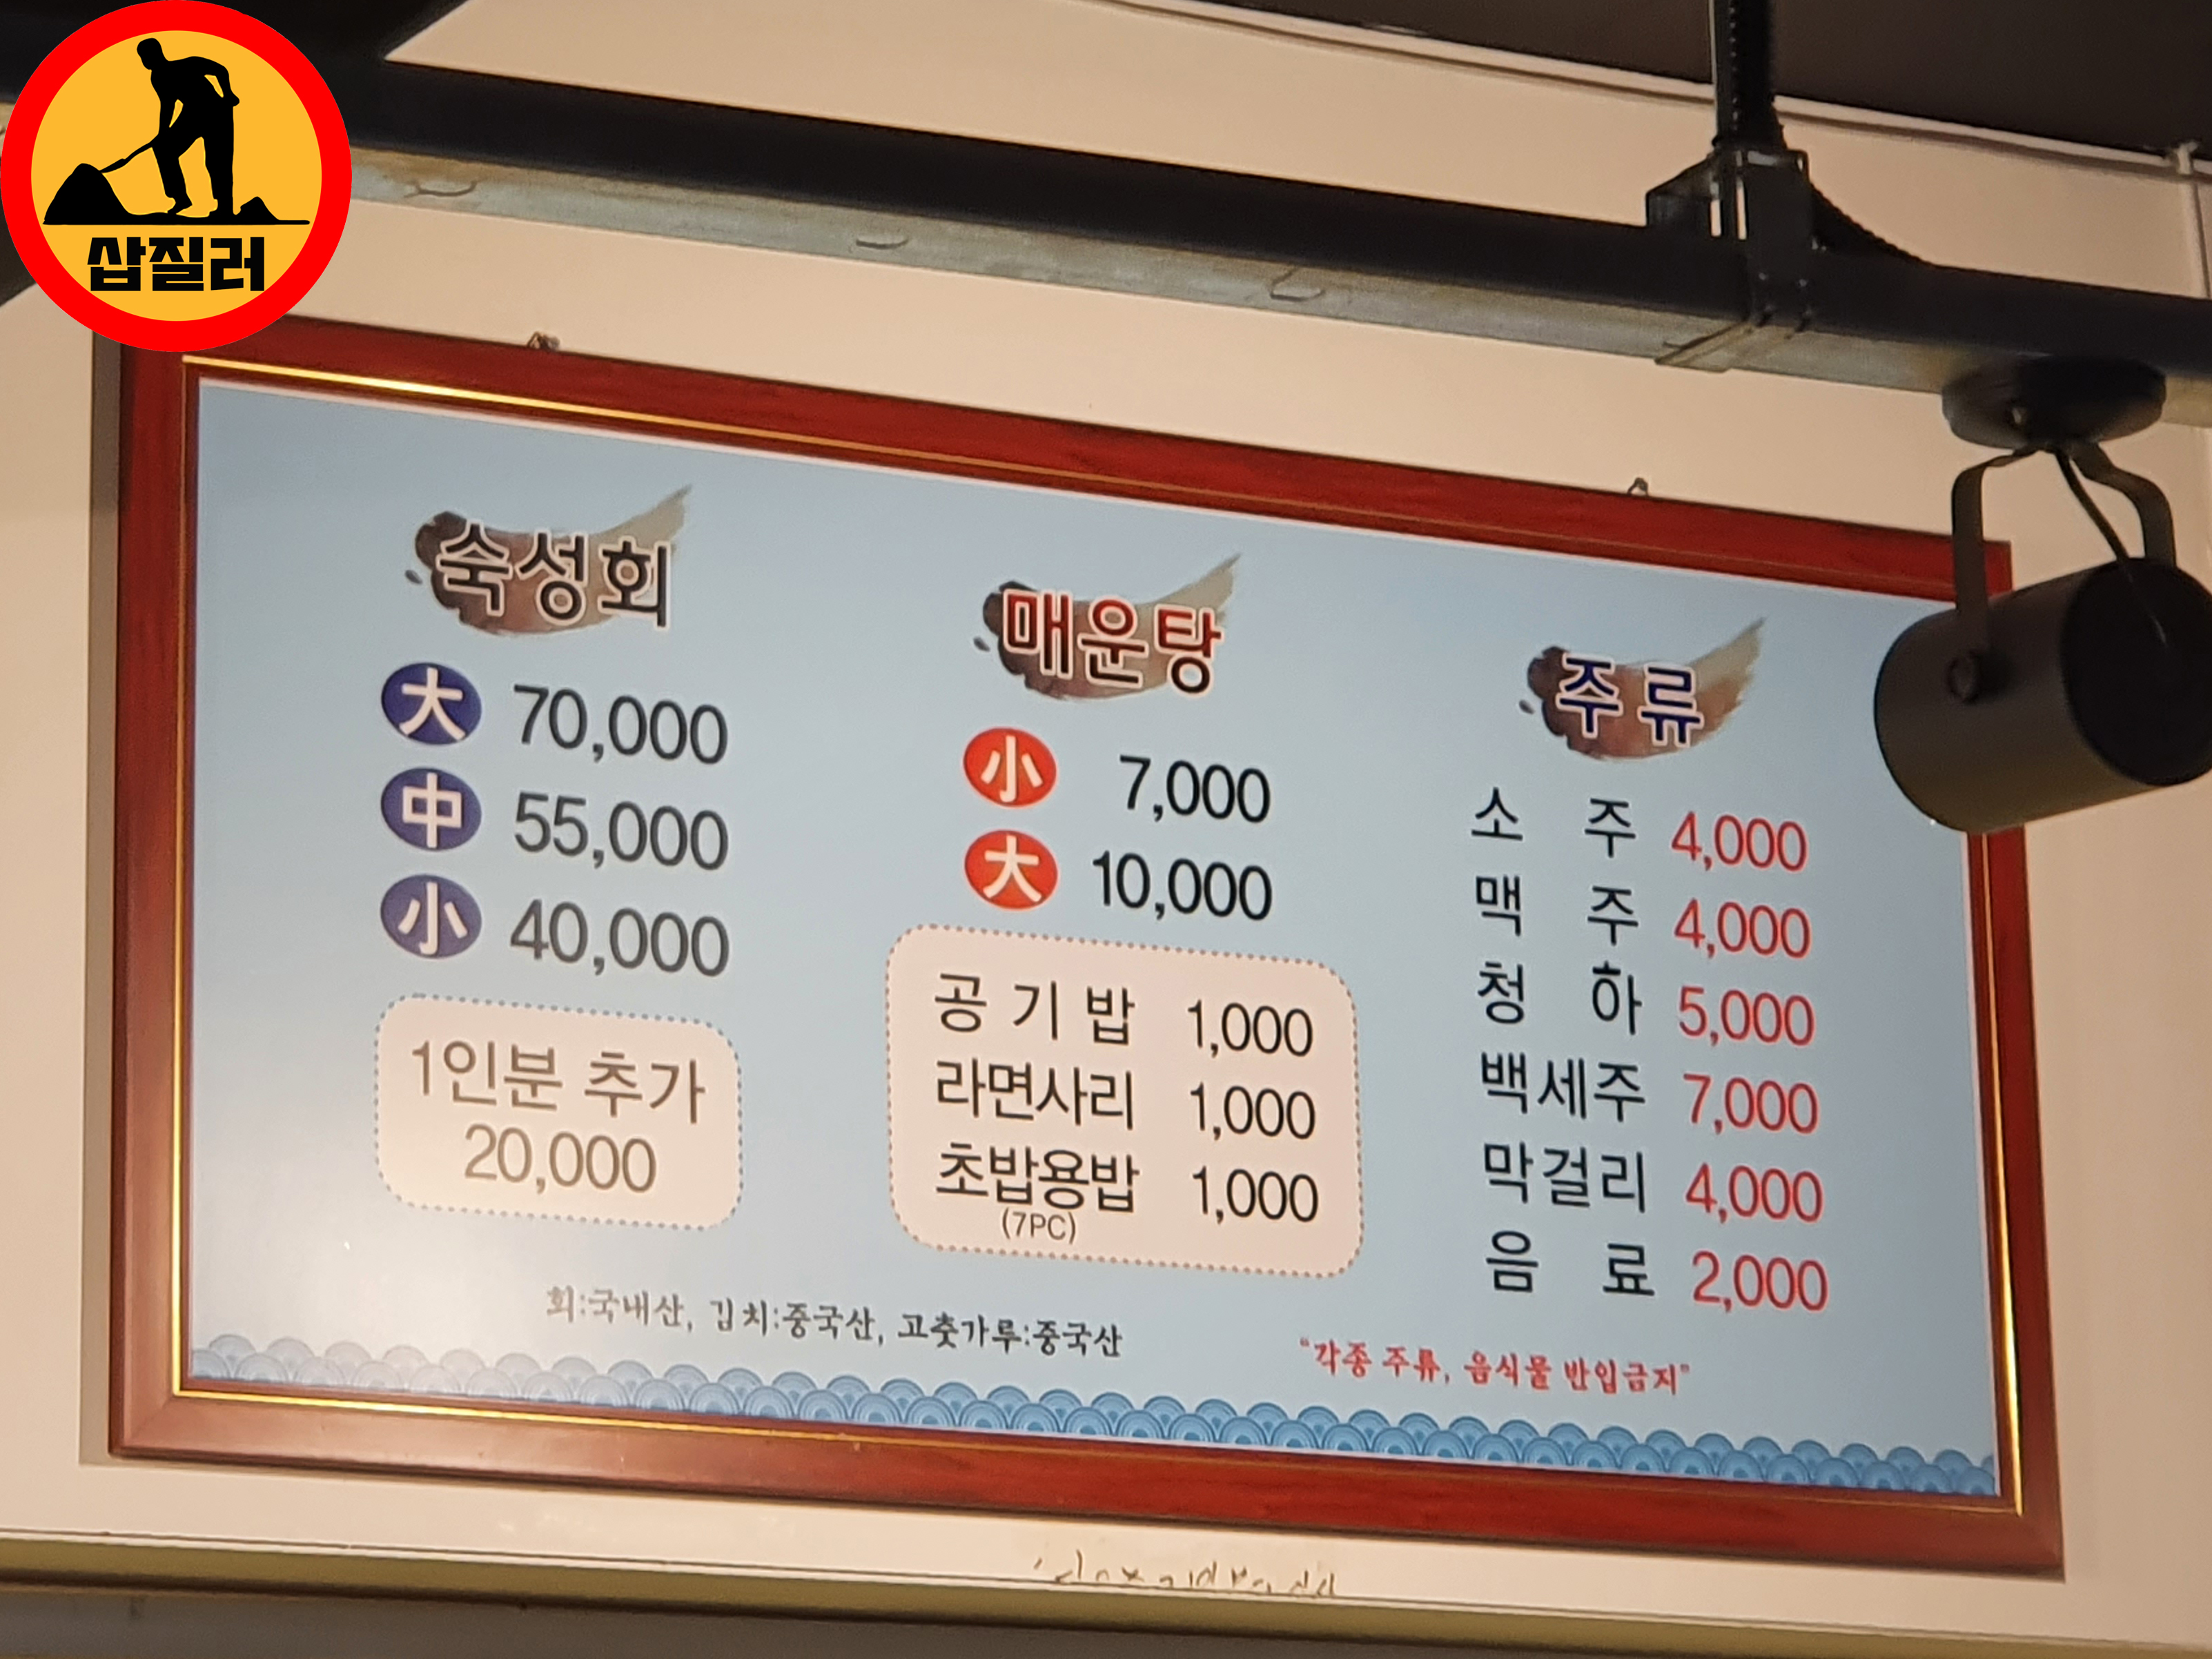 삽질러
숙성회
大 70,000
中 55,000
小 40,000
1인분 추가
20,000
매운탕
小 7,000
大 10,000
공기밥 1,000
라면사리 1,000
초밥용밥 1,000
(7PC)
주류
소주 4,000
맥주 4,000
청하 5,000
백세주 7,000
막걸리 4,000
음료 2,000
회:국내산, 김치:중국산, 고춧가루:중국산
"각종 주류, 음식물 반입금지"